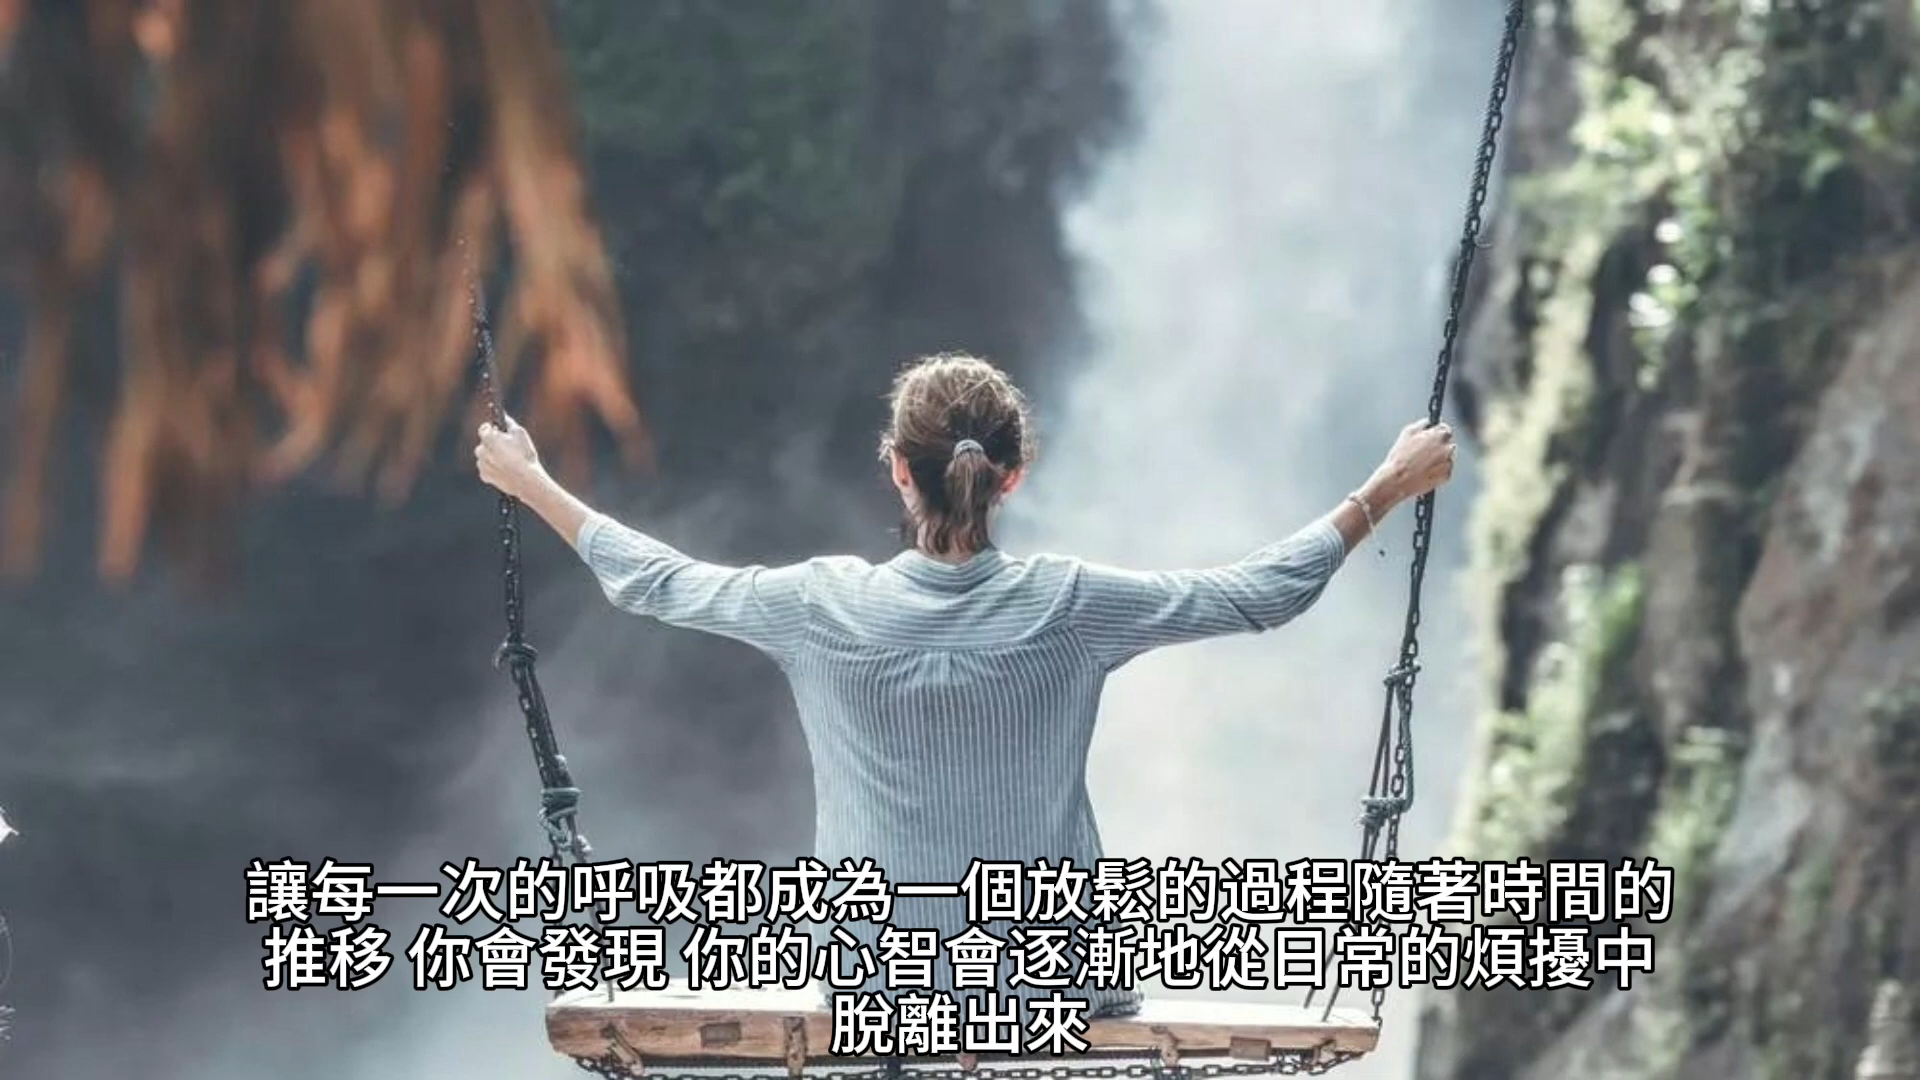 讓每一次的呼吸都成為一個放鬆的過程隨著時間的
推移 你會發現 你的心智會逐漸地從日常的煩擾中
脫離出來